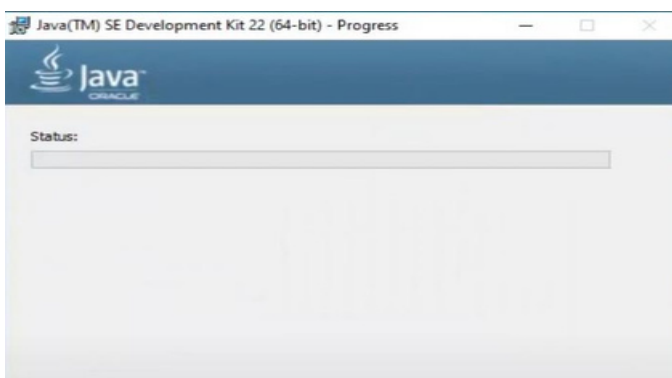 Java(TM) SE Development Kit 22 (64-bit) - Progress
Java
ORACLE
Status: